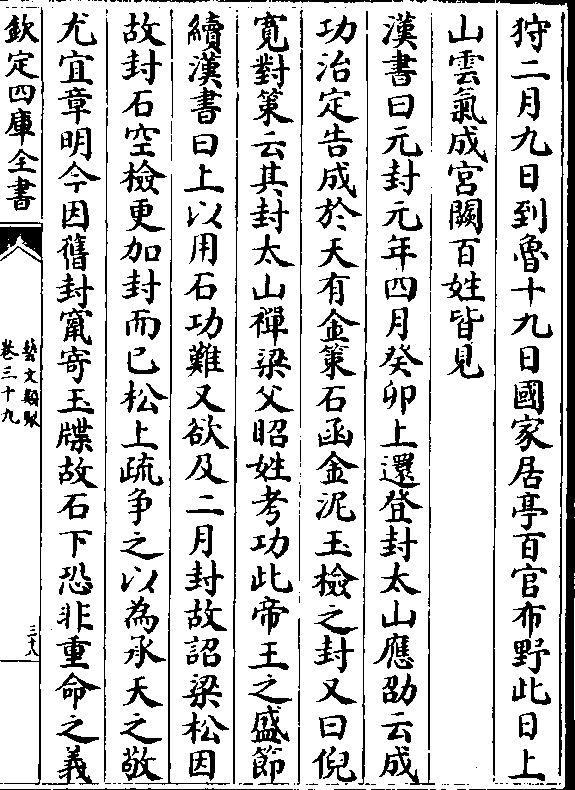 狩二月九日到魯十九日國家居亭百官布野此日上
山雲氣成宮闕百姓皆見
漢書曰元封元年四月癸卯上還登封太山應劭云成
功治定告成於天有金策石函金泥玉檢之封又曰倪
寛對策云其封太山禪梁父昭姓考功此帝王之盛節
續漢書曰上以用石功難又欲及二月封故詔梁松因
故封石空檢更加封而已松上疏争之以為承天之敬
尤宜章明今因舊封竄寄玉牒故石下恐非重命之義
欽定四庫全書
藝文類聚
卷三十九
三十八